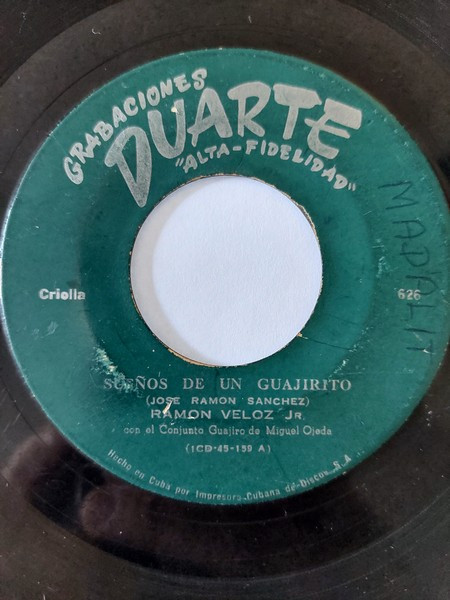 GRABACIONES
DUARTE
"ALTA-FIDELIDAD"
Criolla
626
SUEÑOS DE UN GUAJIRITO
(JOSE RAMON SANCHEZ)
RAMON VELOZ JR.
con el Conjunto Guajiro de Miguel Ojeda
(1CD-45-159 A)
Hecho en Cuba por Impresora Cubana de Discos S. A.